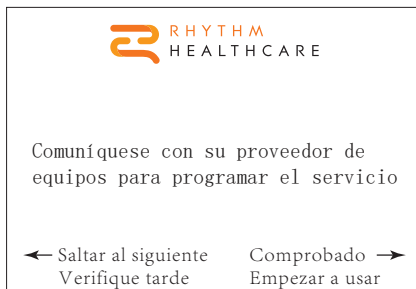 RHYTHM
HEALTHCARE
Comuníquese con su proveedor de
equipos para programar el servicio
← Saltar al siguiente Comprobado →
Verifique tarde Empezar a usar